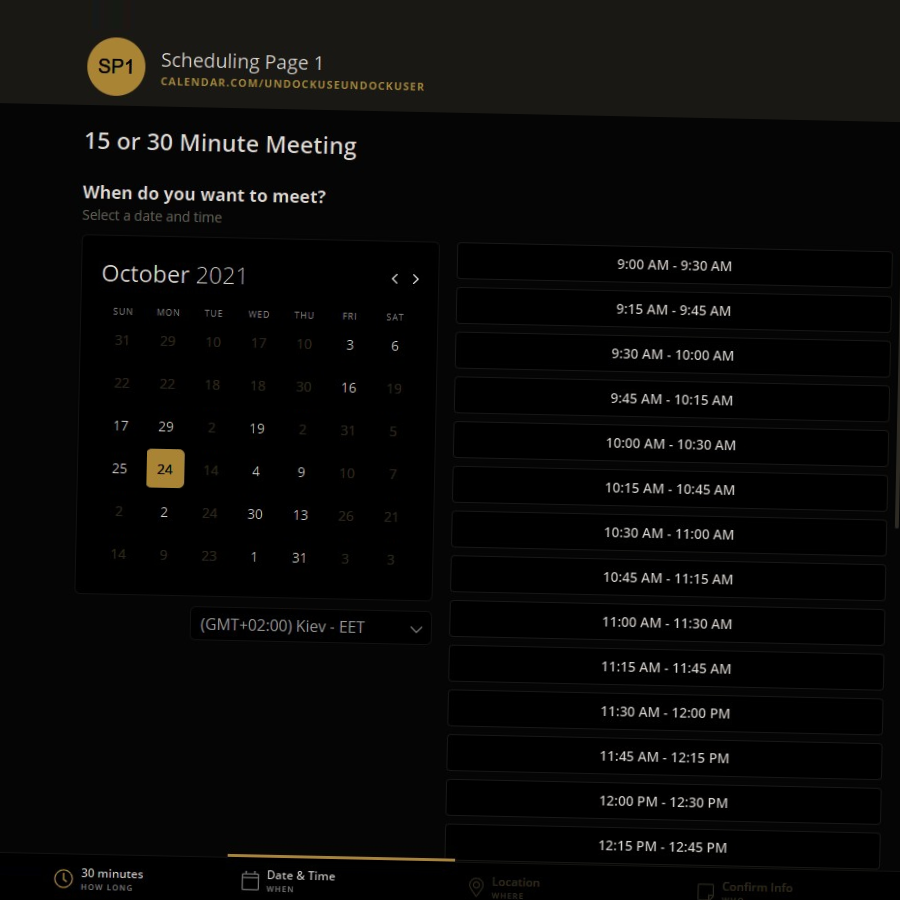 SP1
Scheduling Page 1
CALENDAR.COM/UNDOCKUSEUNDOCKUSER
15 or 30 Minute Meeting
When do you want to meet?
Select a date and time
October 2021
SUN MON TUE WED THU FRI SAT
31 29 10 17 10 3 6
22 22 18 18 30 16 19
17 29 2 19 2 31 5
25 24 14 4 9 10 7
2 2 24 30 13 26 21
14 9 23 1 31 3 3
(GMT+02:00) Kiev - EET
9:00 AM - 9:30 AM
9:15 AM - 9:45 AM
9:30 AM - 10:00 AM
9:45 AM - 10:15 AM
10:00 AM - 10:30 AM
10:15 AM - 10:45 AM
10:30 AM - 11:00 AM
10:45 AM - 11:15 AM
11:00 AM - 11:30 AM
11:15 AM - 11:45 AM
11:30 AM - 12:00 PM
11:45 AM - 12:15 PM
12:00 PM - 12:30 PM
12:15 PM - 12:45 PM
30 minutes
HOW LONG
Date & Time
WHEN
Location
WHERE
Confirm Info